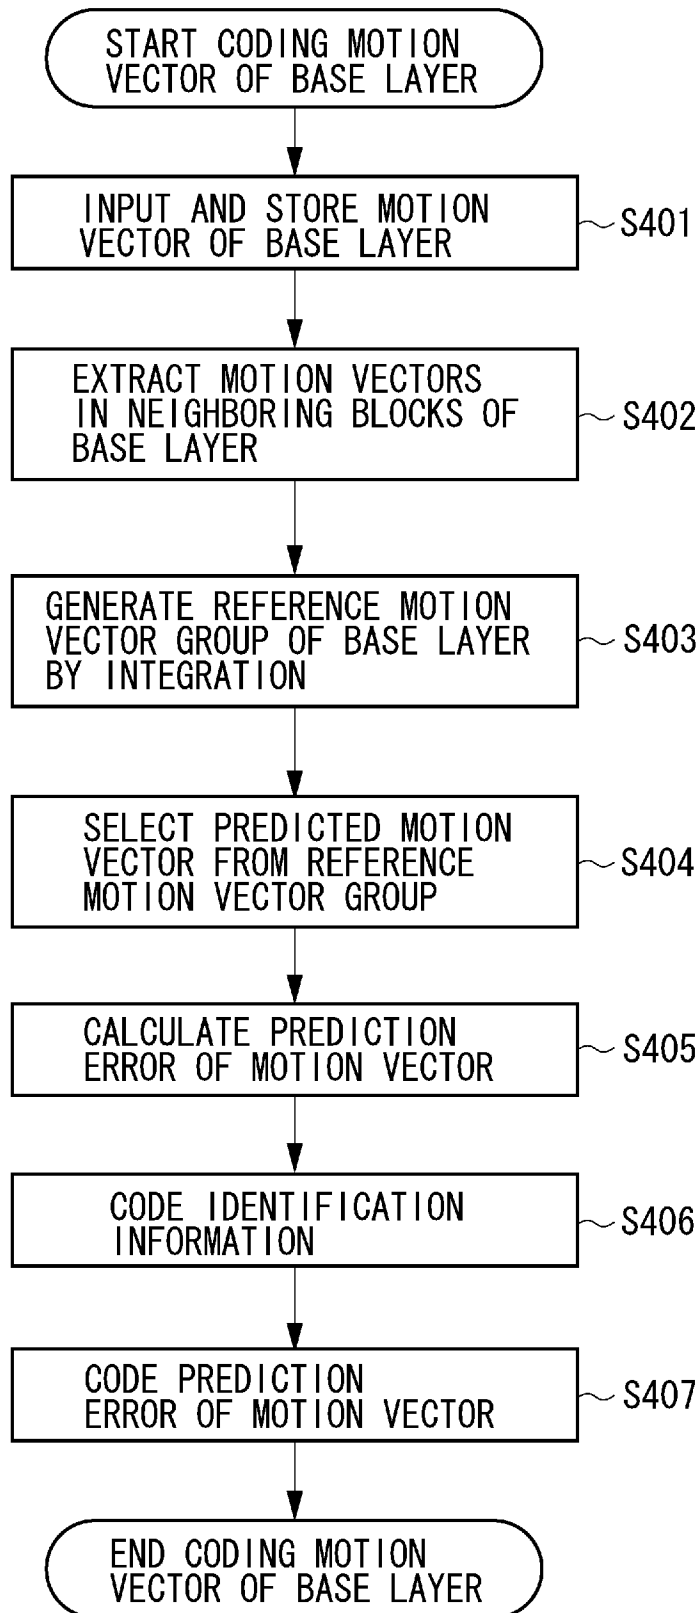 START CODING MOTION
VECTOR OF BASE LAYER
INPUT AND STORE MOTION
VECTOR OF BASE LAYER
S401
EXTRACT MOTION VECTORS
IN NEIGHBORING BLOCKS OF
BASE LAYER
S402
GENERATE REFERENCE MOTION
VECTOR GROUP OF BASE LAYER
BY INTEGRATION
S403
SELECT PREDICTED MOTION
VECTOR FROM REFERENCE
MOTION VECTOR GROUP
S404
CALCULATE PREDICTION
ERROR OF MOTION VECTOR
S405
CODE IDENTIFICATION
INFORMATION
S406
CODE PREDICTION
ERROR OF MOTION VECTOR
S407
END CODING MOTION
VECTOR OF BASE LAYER